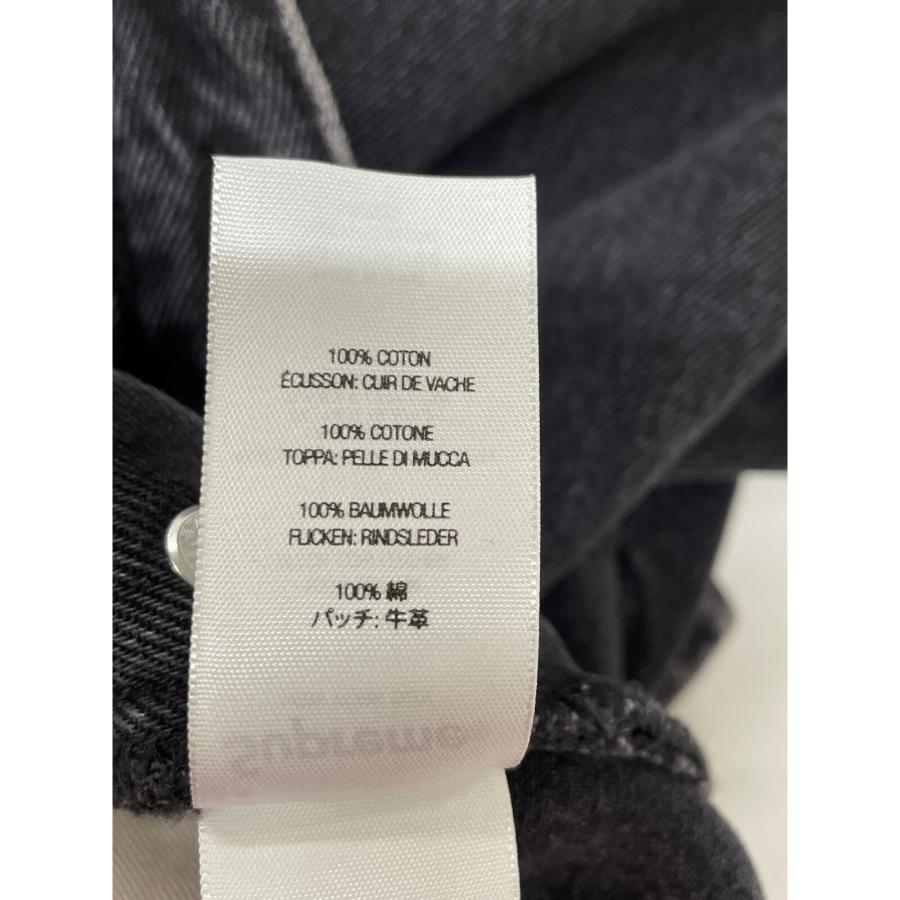 100% COTON
ÉCUSSON: CUIR DE VACHE
100% COTONE
TOPPA: PELLE DI MUCCA
100% BAUMWOLLE
FLICKEN: RINDSLEDER
100% 綿
パッチ: 牛革
Supreme